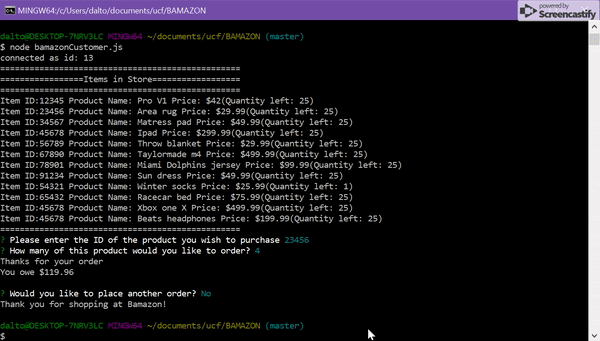 MINGW64:/c/Users/dalto/documents/ucf/BAMAZON
powered by
Screencastify
dalto@DESKTOP-7NRV3LC MINGW64 ~/documents/ucf/BAMAZON (master)
$ node bamazonCustomer.js
connected as id: 13
================================================
=================Items in Store=================
================================================
Item ID:12345 Product Name: Pro V1 Price: $42(Quantity left: 25)
Item ID:23456 Product Name: Area rug Price: $29.99(Quantity left: 25)
Item ID:34567 Product Name: Matress pad Price: $49.99(Quantity left: 25)
Item ID:45678 Product Name: Ipad Price: $299.99(Quantity left: 25)
Item ID:56789 Product Name: Throw blanket Price: $29.99(Quantity left: 25)
Item ID:67890 Product Name: Taylormade m4 Price: $499.99(Quantity left: 25)
Item ID:78901 Product Name: Miami Dolphins jersey Price: $99.99(Quantity left: 25)
Item ID:91234 Product Name: Sun dress Price: $49.99(Quantity left: 25)
Item ID:54321 Product Name: Winter socks Price: $25.99(Quantity left: 1)
Item ID:65432 Product Name: Racecar bed Price: $75.99(Quantity left: 25)
Item ID:45678 Product Name: Xbox one X Price: $499.99(Quantity left: 25)
Item ID:45678 Product Name: Beats headphones Price: $199.99(Quantity left: 25)
================================================
? Please enter the ID of the product you wish to purchase 23456
? How many of this product would you like to order? 4
Thanks for your order
You owe $119.96
? Would you like to place another order? No
Thank you for shopping at Bamazon!
dalto@DESKTOP-7NRV3LC MINGW64 ~/documents/ucf/BAMAZON (master)
$